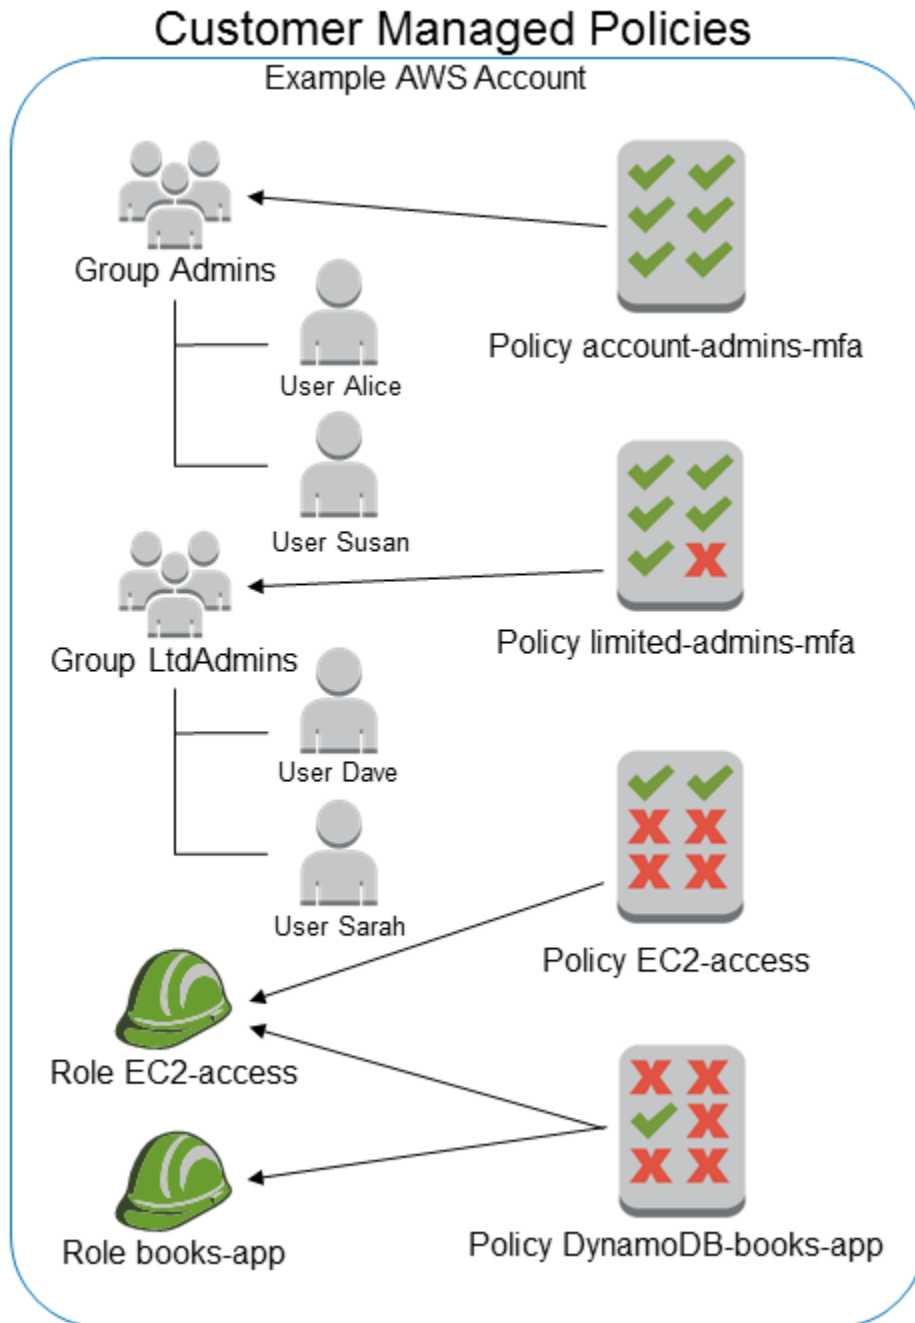 Customer Managed Policies
Example AWS Account
Group Admins
User Alice
Policy account-admins-mfa
User Susan
Group LtdAdmins
Policy limited-admins-mfa
User Dave
User Sarah
Policy EC2-access
Role EC2-access
Role books-app
Policy DynamoDB-books-app